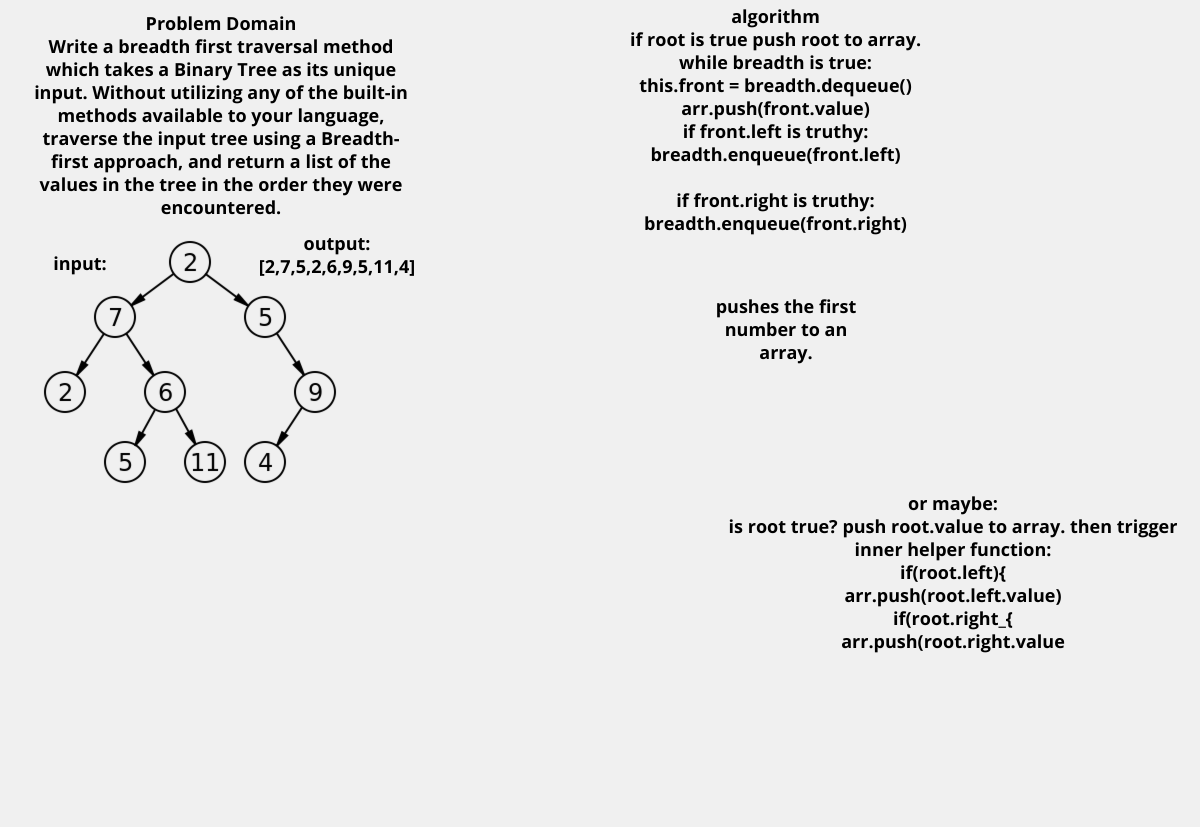 Problem Domain
Write a breadth first traversal method
which takes a Binary Tree as its unique
input. Without utilizing any of the built-in
methods available to your language,
traverse the input tree using a Breadth-
first approach, and return a list of the
values in the tree in the order they were
encountered.
input:
output:
[2,7,5,2,6,9,5,11,4]
2
7
5
2
6
9
5
11
4
algorithm
if root is true push root to array.
while breadth is true:
this.front = breadth.dequeue()
arr.push(front.value)
if front.left is truthy:
breadth.enqueue(front.left)
if front.right is truthy:
breadth.enqueue(front.right)
pushes the first
number to an
array.
or maybe:
is root true? push root.value to array. then trigger
inner helper function:
if(root.left){
arr.push(root.left.value)
if(root.right_{
arr.push(root.right.value